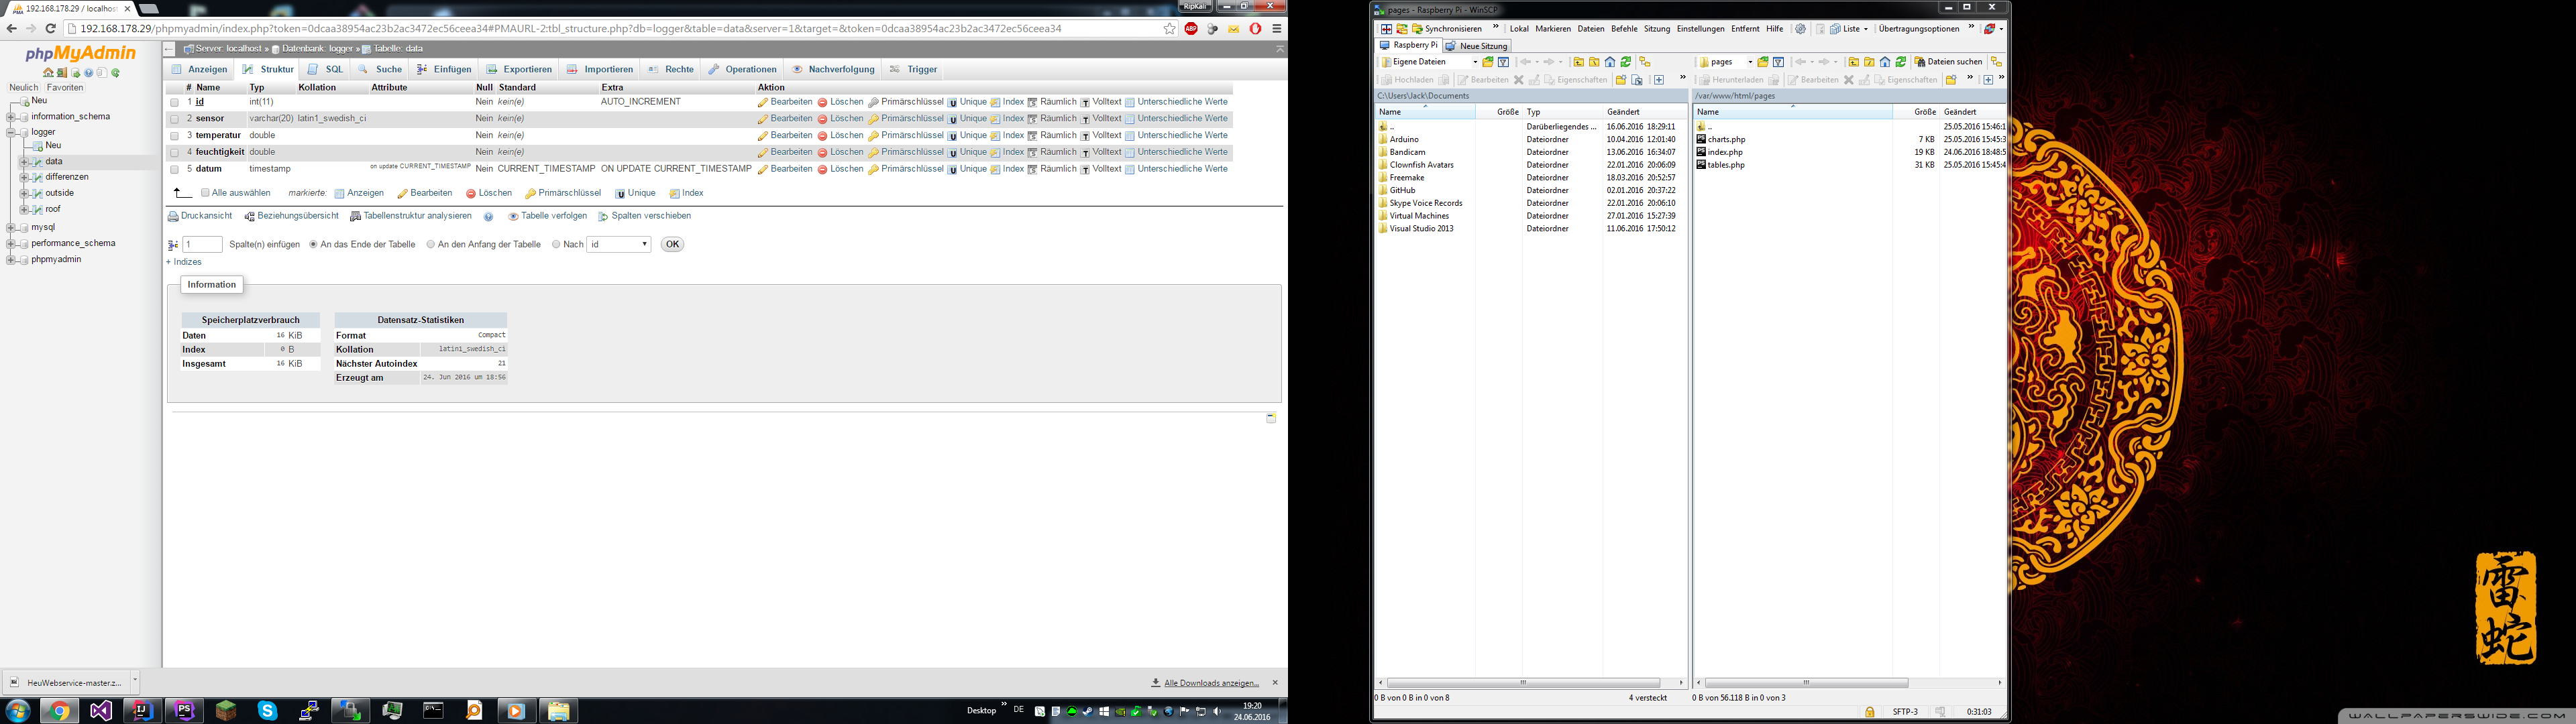 192.168.178.29 / localhost
RipKall
192.168.178.29/phpmyadmin/index.php?token=0dcaa38954ac23b2ac3472ec56ceea34#PMAURL-2:tbl_structure.php?db=logger&table=data&server=1&target=&token=0dcaa38954ac23b2ac3472ec56ceea34
phpMyAdmin
Neulich Favoriten
Neu
information_schema
logger
Neu
data
differenzen
outside
roof
mysql
performance_schema
phpmyadmin
Server: localhost » Datenbank: logger » Tabelle: data
Anzeigen Struktur SQL Suche Einfügen Exportieren Importieren Rechte Operationen Nachverfolgung Trigger
# Name Typ Kollation Attribute Null Standard Extra Aktion
1 id int(11) Nein kein(e) AUTO_INCREMENT Bearbeiten Löschen Primärschlüssel Unique Index Räumlich Volltext Unterschiedliche Werte
2 sensor varchar(20) latin1_swedish_ci Nein kein(e) Bearbeiten Löschen Primärschlüssel Unique Index Räumlich Volltext Unterschiedliche Werte
3 temperatur double Nein kein(e) Bearbeiten Löschen Primärschlüssel Unique Index Räumlich Volltext Unterschiedliche Werte
4 feuchtigkeit double Nein kein(e) Bearbeiten Löschen Primärschlüssel Unique Index Räumlich Volltext Unterschiedliche Werte
5 datum timestamp on update CURRENT_TIMESTAMP Nein CURRENT_TIMESTAMP ON UPDATE CURRENT_TIMESTAMP Bearbeiten Löschen Primärschlüssel Unique Index Räumlich Volltext Unterschiedliche Werte
Alle auswählen markierte: Anzeigen Bearbeiten Löschen Primärschlüssel Unique Index
Druckansicht Beziehungsübersicht Tabellenstruktur analysieren Tabelle verfolgen Spalten verschieben
1 Spalte(n) einfügen An das Ende der Tabelle An den Anfang der Tabelle Nach id OK
+ Indizes
Information
Speicherplatzverbrauch
Daten 16 KiB
Index 0 B
Insgesamt 16 KiB
Datensatz-Statistiken
Format Compact
Kollation latin1_swedish_ci
Nächster Autoindex 21
Erzeugt am 24. Jun 2016 um 18:56
HeuWebservice-master.z...
Alle Downloads anzeigen...
Desktop » DE 19:20
24.06.2016
pages - Raspberry Pi - WinSCP
Synchronisieren » Lokal Markieren Dateien Befehle Sitzung Einstellungen Entfernt Hilfe Liste » Übertragungsoptionen »
Raspberry Pi Neue Sitzung
Eigene Dateien
Hochladen Bearbeiten Eigenschaften »
C:\Users\Jack\Documents
Name Größe Typ Geändert
.. Darüberliegendes ... 16.06.2016 18:29:11
Arduino Dateiordner 10.04.2016 12:01:40
Bandicam Dateiordner 13.06.2016 16:34:07
Clownfish Avatars Dateiordner 22.01.2016 20:06:09
Freemake Dateiordner 18.03.2016 20:52:57
GitHub Dateiordner 02.01.2016 20:37:22
Skype Voice Records Dateiordner 22.01.2016 20:06:10
Virtual Machines Dateiordner 27.01.2016 15:27:39
Visual Studio 2013 Dateiordner 11.06.2016 17:50:12
0 B von 0 B in 0 von 8 4 versteckt
pages Dateien suchen
Herunterladen Bearbeiten Eigenschaften » »
/var/www/html/pages
Name Größe Geändert
.. 25.05.2016 15:46:1
charts.php 7 KB 25.05.2016 15:45:3
index.php 19 KB 24.06.2016 18:48:5
tables.php 31 KB 25.05.2016 15:45:4
0 B von 56.118 B in 0 von 3
SFTP-3 0:31:03
雷蛇
WALLPAPERSWIDE.COM